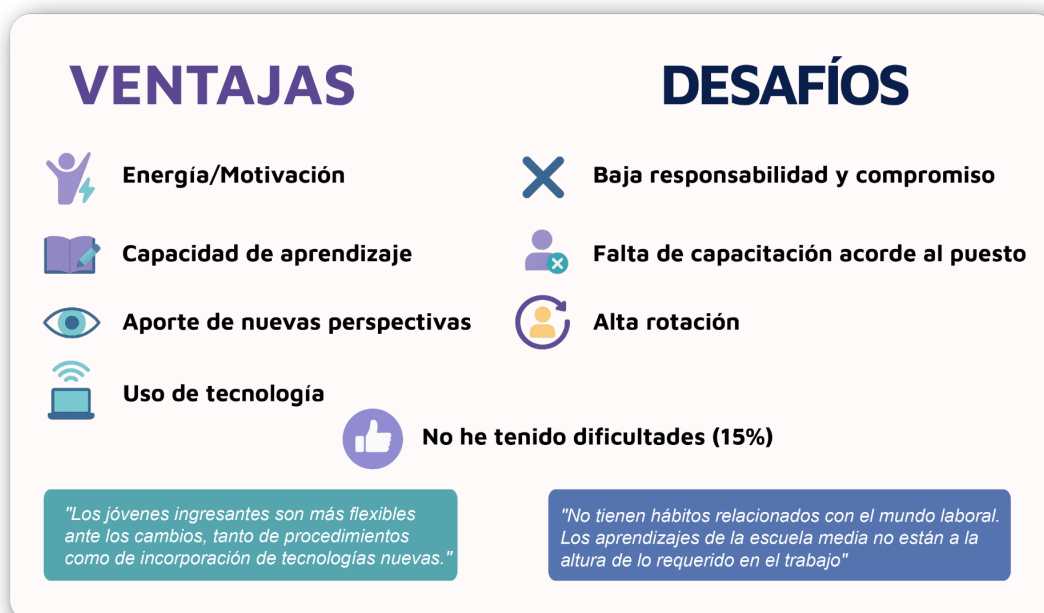 VENTAJAS
Energía/Motivación
Capacidad de aprendizaje
Aporte de nuevas perspectivas
Uso de tecnología
DESAFÍOS
Baja responsabilidad y compromiso
Falta de capacitación acorde al puesto
Alta rotación
No he tenido dificultades (15%)
"Los jóvenes ingresantes son más flexibles
ante los cambios, tanto de procedimientos
como de incorporación de tecnologías nuevas."
"No tienen hábitos relacionados con el mundo laboral.
Los aprendizajes de la escuela media no están a la
altura de lo requerido en el trabajo"